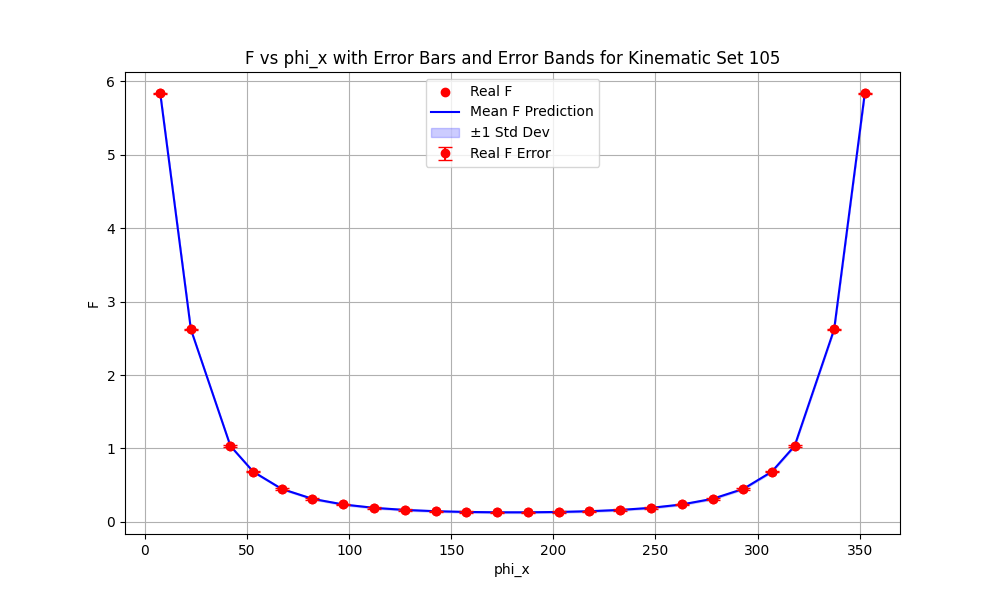 F vs phi_x with Error Bars and Error Bands for Kinematic Set 105
Real F
Mean F Prediction
±1 Std Dev
Real F Error
6
5
4
3
2
1
0
F
0 50 100 150 200 250 300 350
phi_x